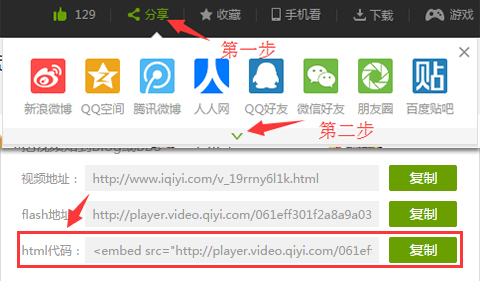 129 分享 收藏 手机看 下载 游戏
第一步
新浪微博 QQ空间 腾讯微博 人人网 QQ好友 微信好友 朋友圈 百度贴吧
第二步
视频地址： http://www.iqiyi.com/v_19rrny6l1k.html 复制
flash地址 http://player.video.qiyi.com/061eff301f2a8a9a03 复制
html代码： <embed src="http://player.video.qiyi.com/061ef 复制